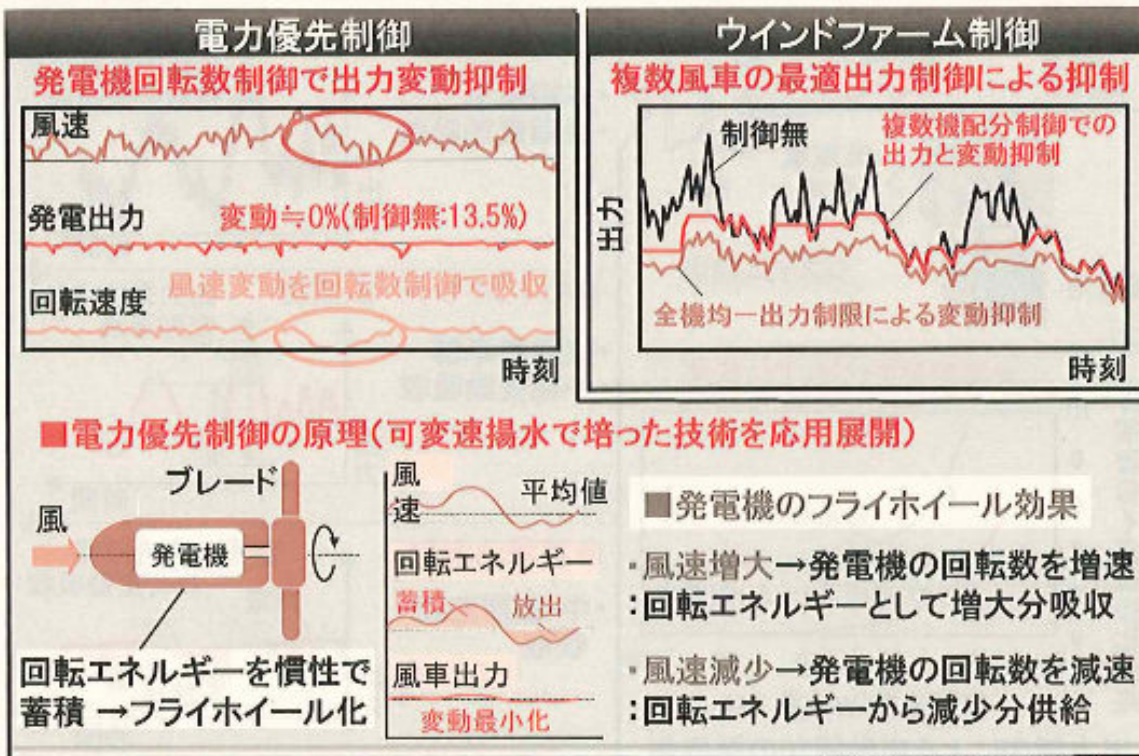 電力優先制御
発電機回転数制御で出力変動抑制
風速
発電出力 変動≒0%(制御無:13.5%)
風速変動を回転数制御で吸収
回転速度
時刻
ウインドファーム制御
複数風車の最適出力制御による抑制
制御無
複数機配分制御での
出力と変動抑制
出力
全機均一出力制限による変動抑制
時刻
■電力優先制御の原理(可変速揚水で培った技術を応用展開)
ブレード
風
発電機
回転エネルギーを慣性で
蓄積 →フライホイール化
風速
平均値
回転エネルギー
蓄積 放出
風車出力
変動最小化
■発電機のフライホイール効果
・風速増大→発電機の回転数を増速
:回転エネルギーとして増大分吸収
・風速減少→発電機の回転数を減速
:回転エネルギーから減少分供給